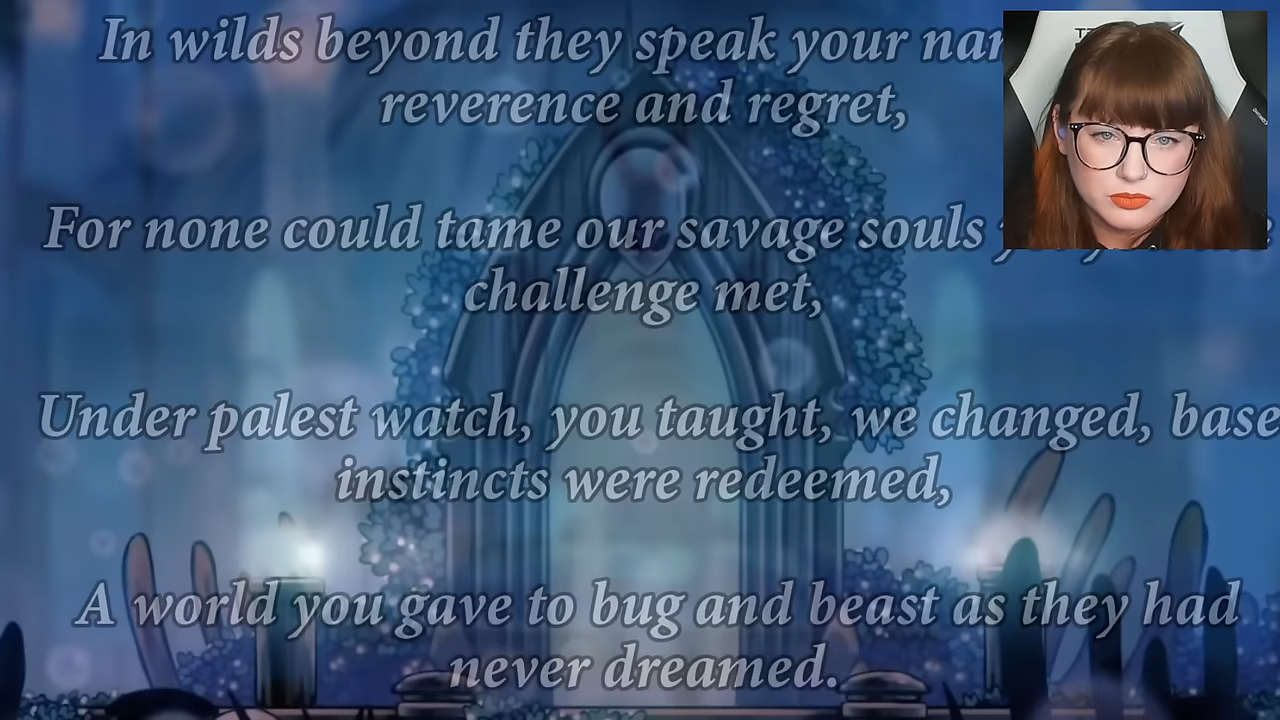 In wilds beyond they speak your
reverence and regret,
For none could tame our savage souls
challenge met,
Under palest watch, you taught, we changed, base
instincts were redeemed,
A world you gave to bug and beast as they had
never dreamed.